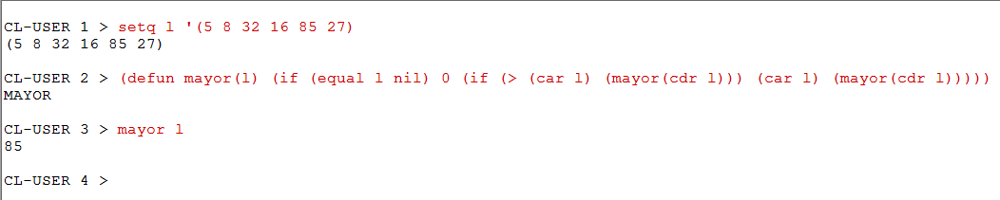 CL-USER 1 > setq l '(5 8 32 16 85 27)
(5 8 32 16 85 27)
CL-USER 2 > (defun mayor(l) (if (equal l nil) 0 (if (> (car l) (mayor(cdr l))) (car l) (mayor(cdr l)))))
MAYOR
CL-USER 3 > mayor l
85
CL-USER 4 >